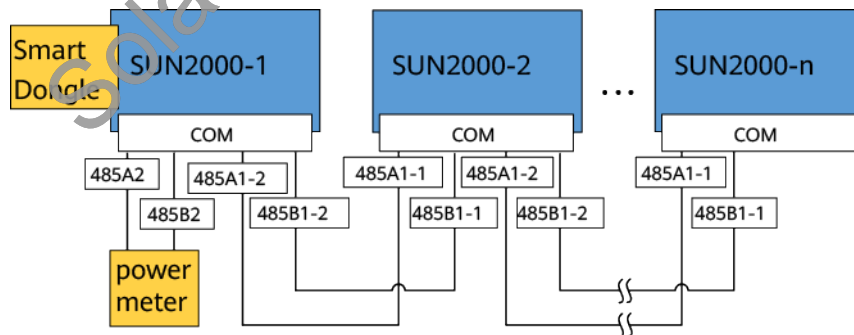 Smart
Dongle
SUN2000-1
SUN2000-2
...
SUN2000-n
COM
COM
COM
485A2
485A1-2
485A1-1
485A1-2
485A1-1
485B2
485B1-2
485B1-1
485B1-2
485B1-1
power
meter
Sola